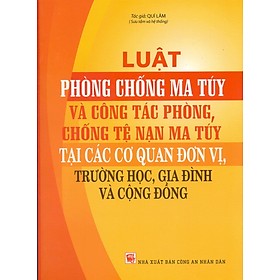 Tác giả: QUÍ LÂM
(Sưu tầm và hệ thống)
LUẬT
PHÒNG CHỐNG MA TÚY
VÀ CÔNG TÁC PHÒNG,
CHỐNG TỆ NẠN MA TÚY
TẠI CÁC CƠ QUAN ĐƠN VỊ,
TRƯỜNG HỌC, GIA ĐÌNH
VÀ CỘNG ĐỒNG
NHÀ XUẤT BẢN CÔNG AN NHÂN DÂN